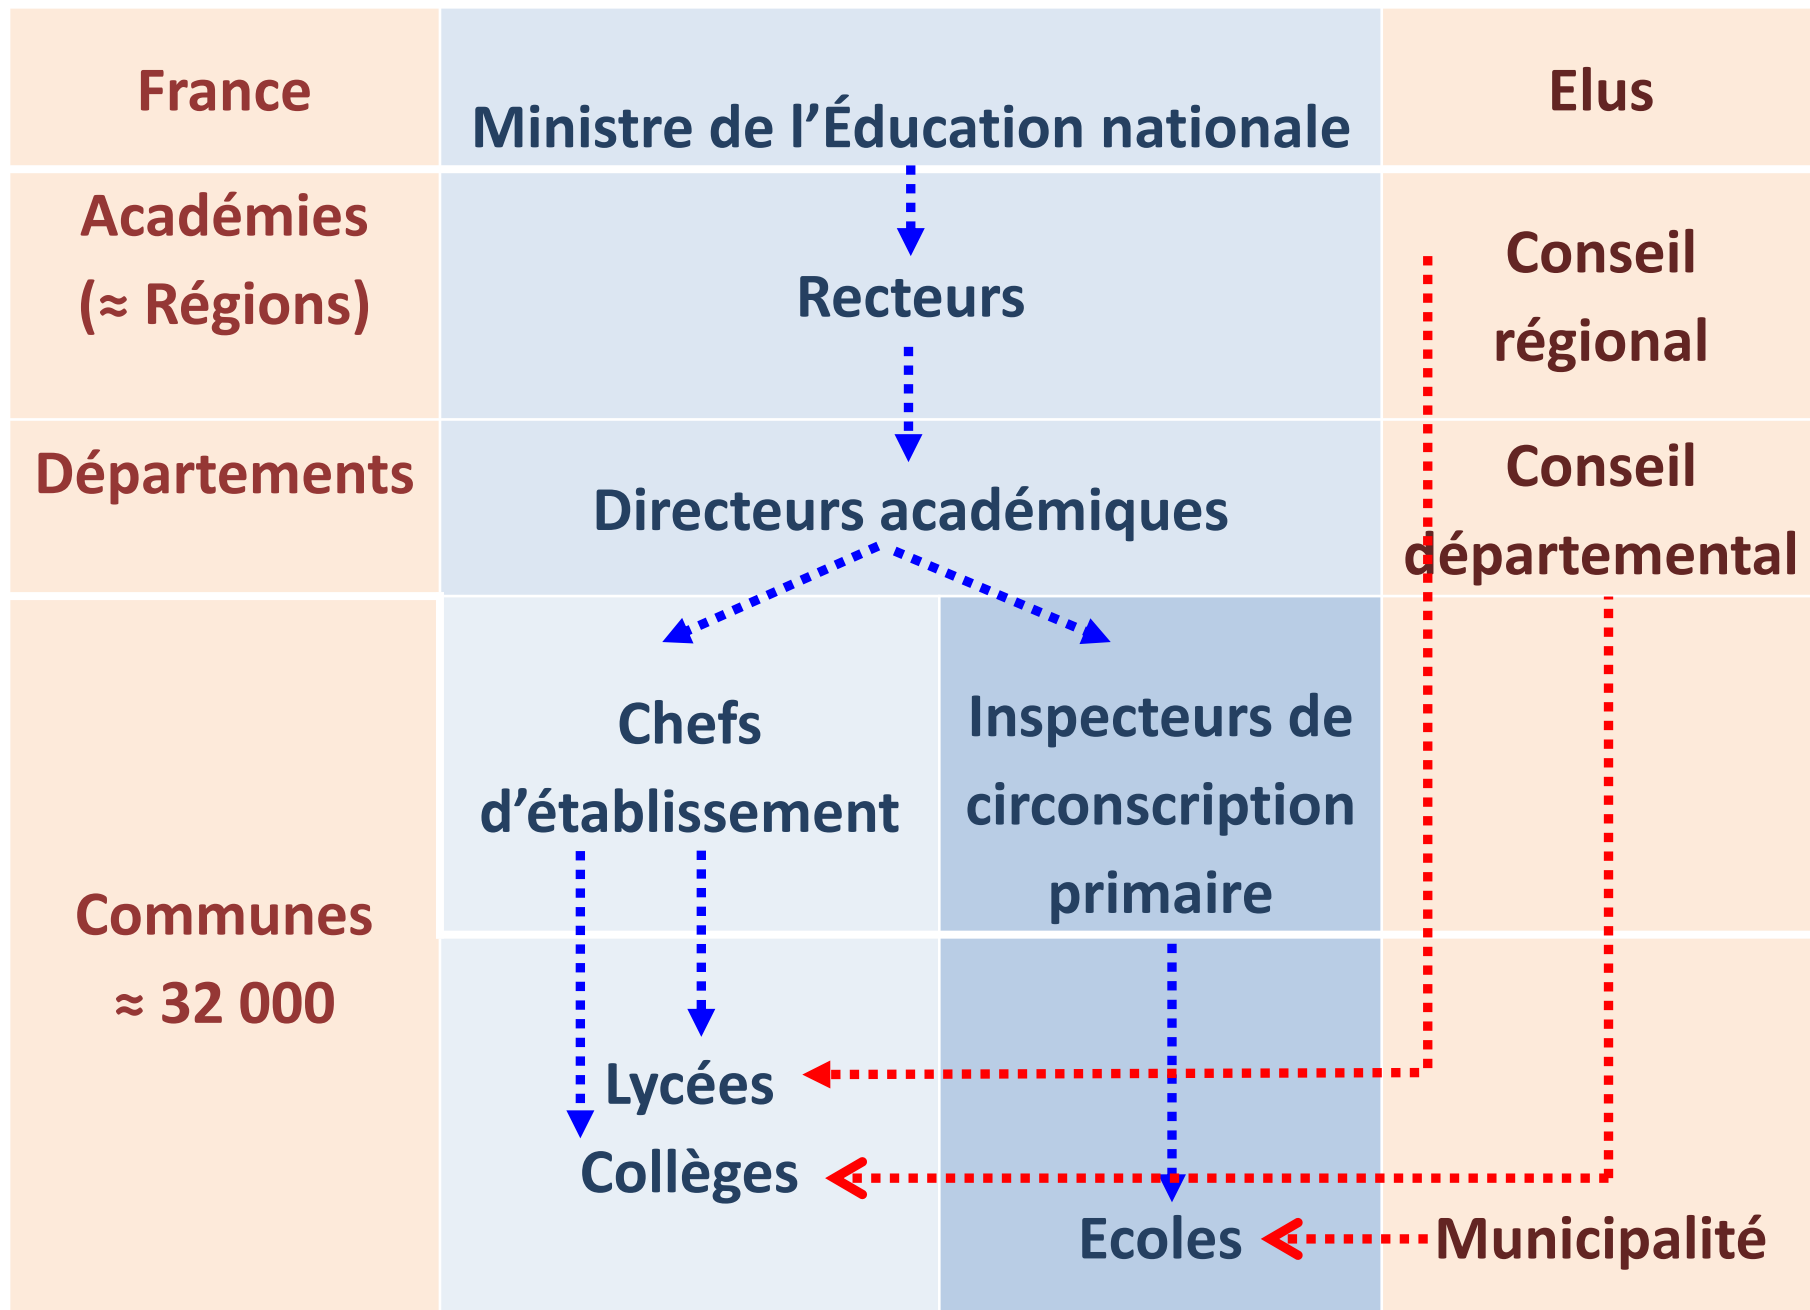 France
Ministre de l’Éducation nationale
Elus
Académies
(≈ Régions)
Recteurs
Conseil
régional
Départements
Directeurs académiques
Conseil
départemental
Communes
≈ 32 000
Chefs
d’établissement
Inspecteurs de
circonscription
primaire
Lycées
Collèges
Ecoles
Municipalité